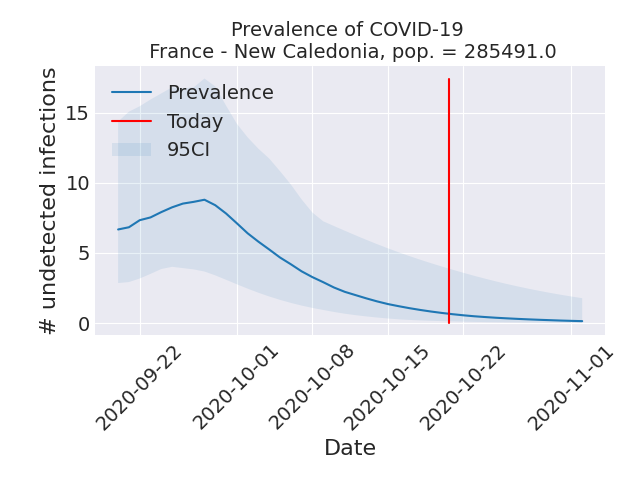 Prevalence of COVID-19
France - New Caledonia, pop. = 285491.0
# undetected infections
15
10
5
0
Prevalence
Today
95CI
2020-09-22
2020-10-01
2020-10-08
2020-10-15
2020-10-22
2020-11-01
Date